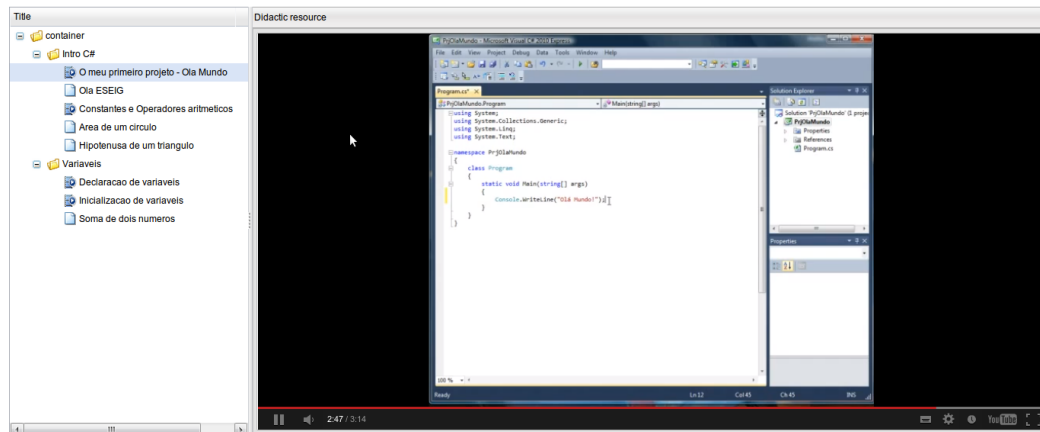 Title
Didactic resource
container
Intro C#
O meu primeiro projeto - Ola Mundo
Ola ESEIG
Constantes e Operadores aritmeticos
Area de um circulo
Hipotenusa de um triangulo
Variaveis
Declaracao de variaveis
Inicializacao de variaveis
Soma de dois numeros
PrjOlaMundo - Microsoft Visual C# 2010 Express
File Edit View Project Debug Data Tools Window Help
Program.cs* ×
PrjOlaMundo.Program
Main(string[] args)
using System;
using System.Collections.Generic;
using System.Linq;
using System.Text;
namespace PrjOlaMundo
{
class Program
{
static void Main(string[] args)
{
Console.WriteLine("Olá Mundo!");
}
}
}
100 %
Solution Explorer
Solution 'PrjOlaMundo' (1 proje
PrjOlaMundo
Properties
References
Program.cs
Properties
Ready
Ln 12
Col 45
Ch 45
INS
2:47 / 3:14
YouTube